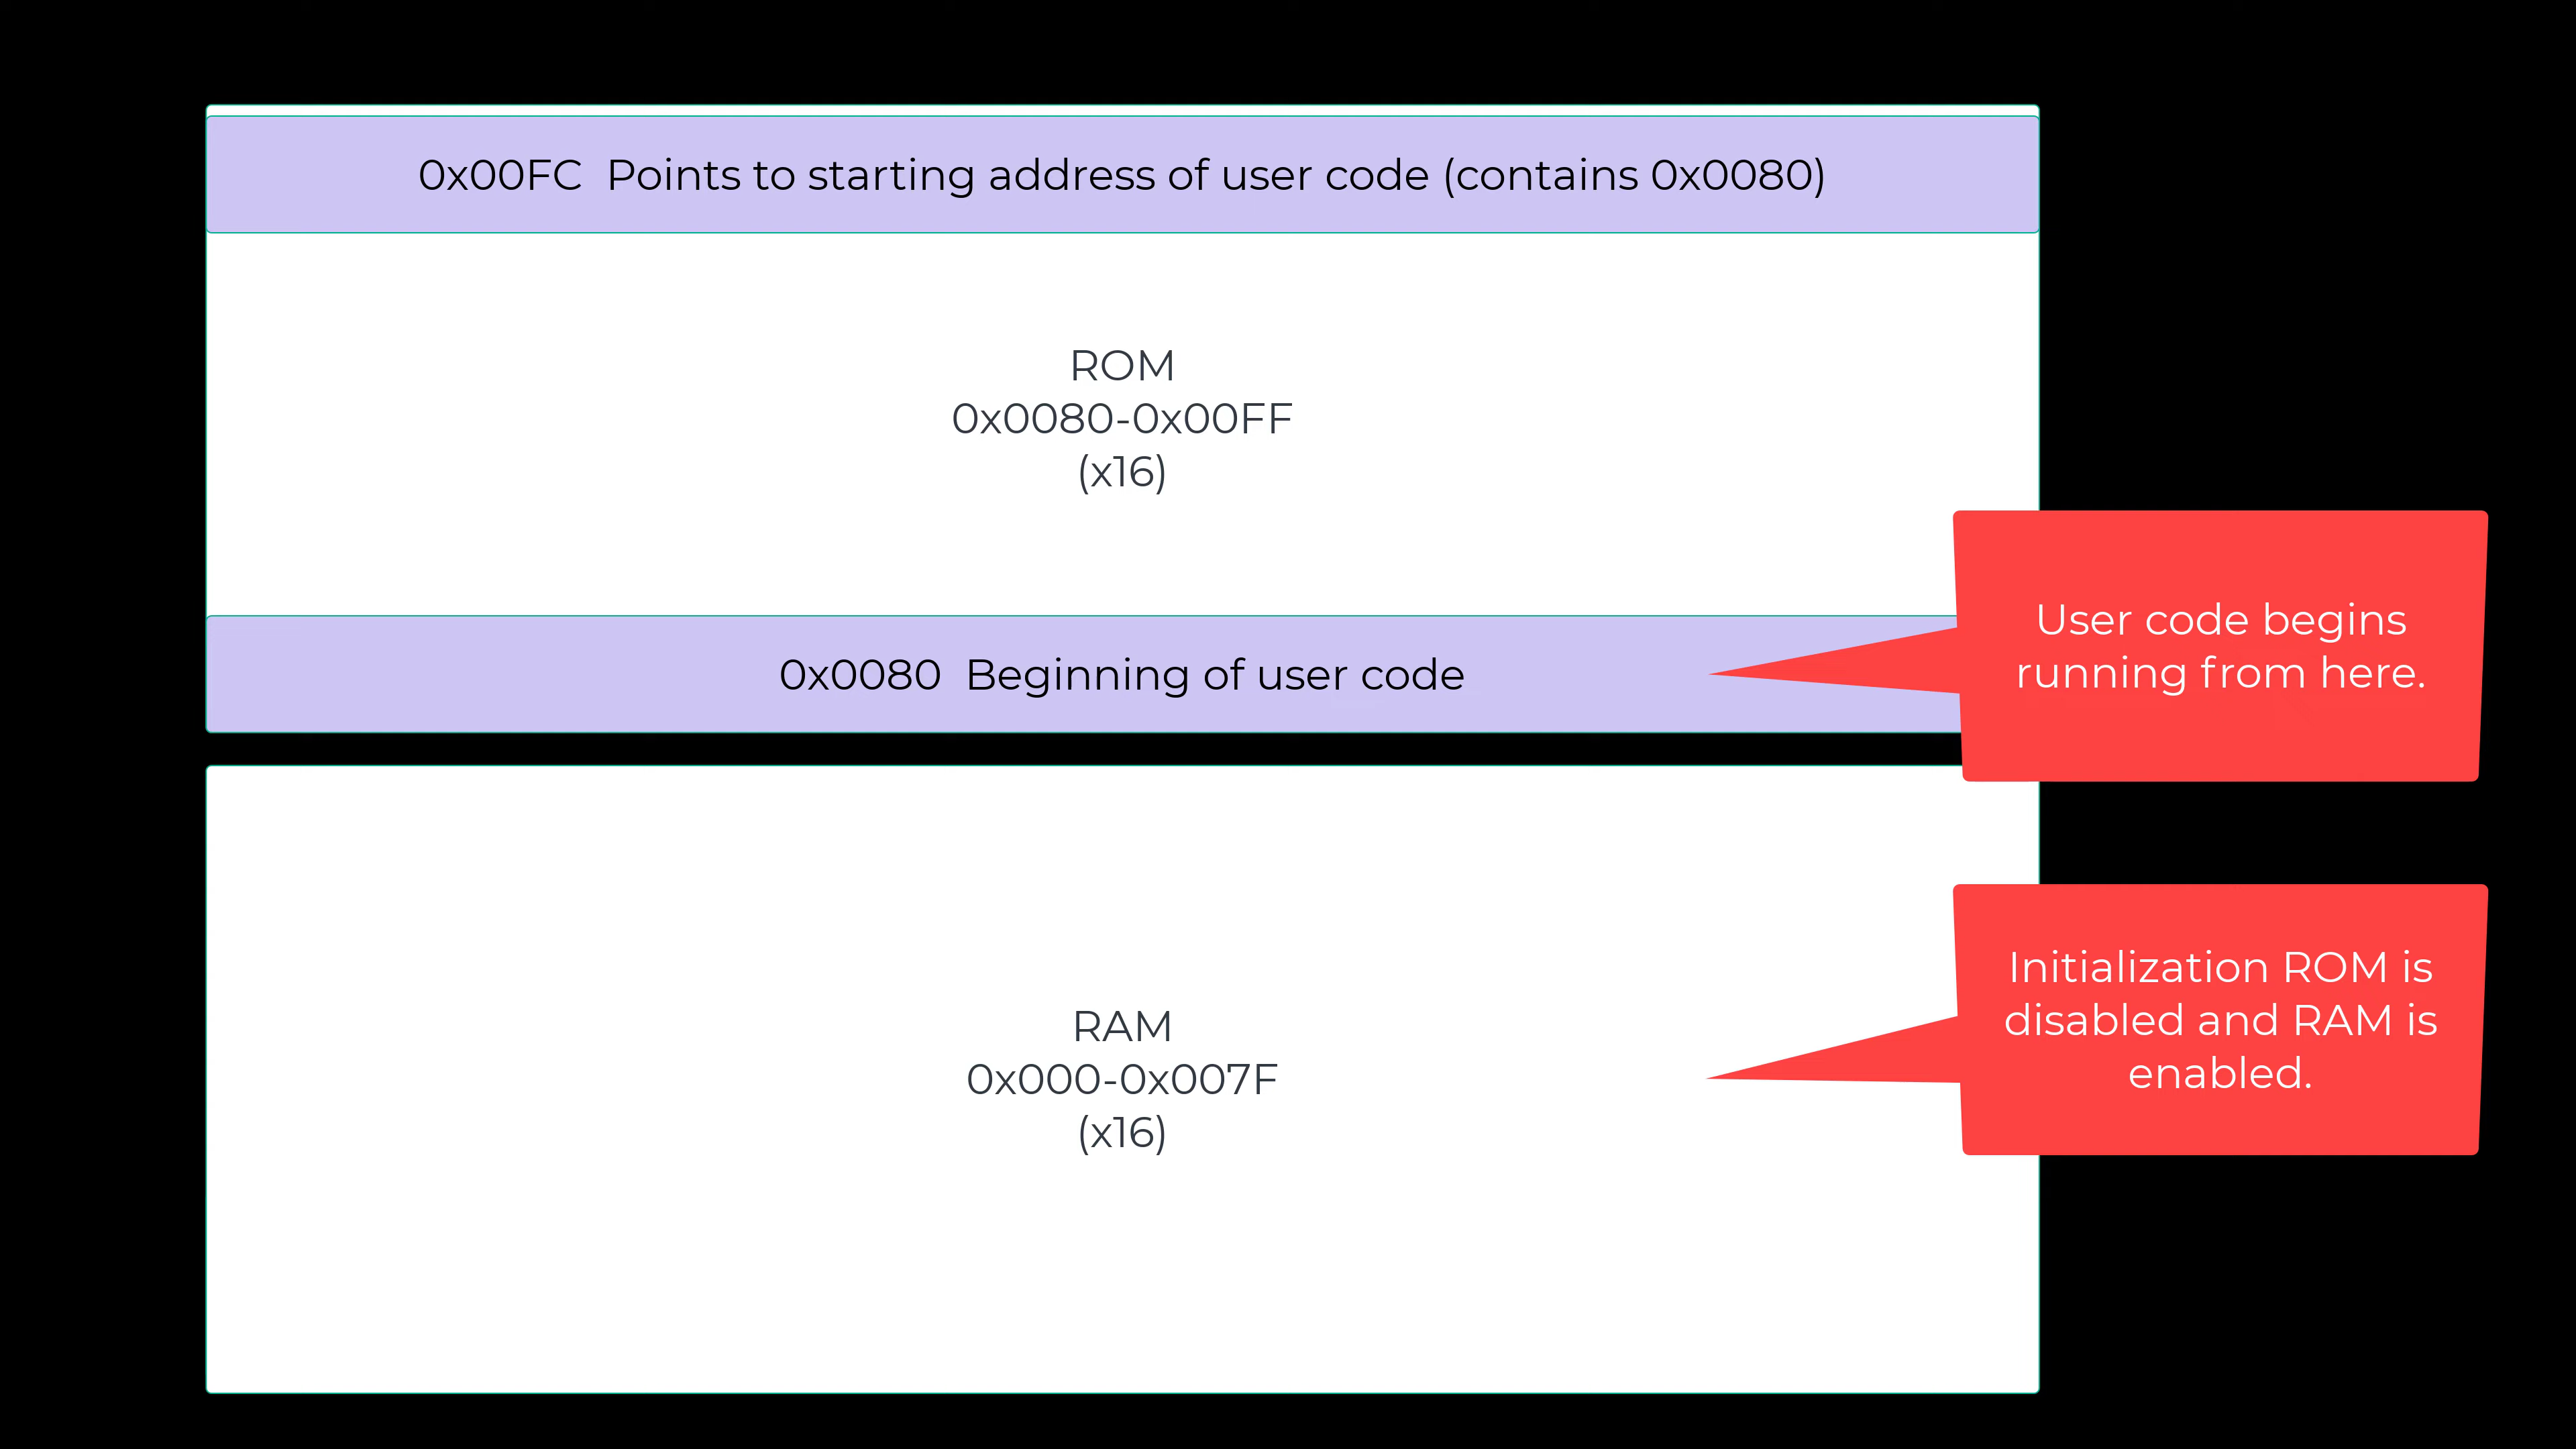 0x00FC  Points to starting address of user code (contains 0x0080)
ROM
0x0080-0x00FF
(x16)
0x0080  Beginning of user code
User code begins
running from here.
RAM
0x000-0x007F
(x16)
Initialization ROM is
disabled and RAM is
enabled.